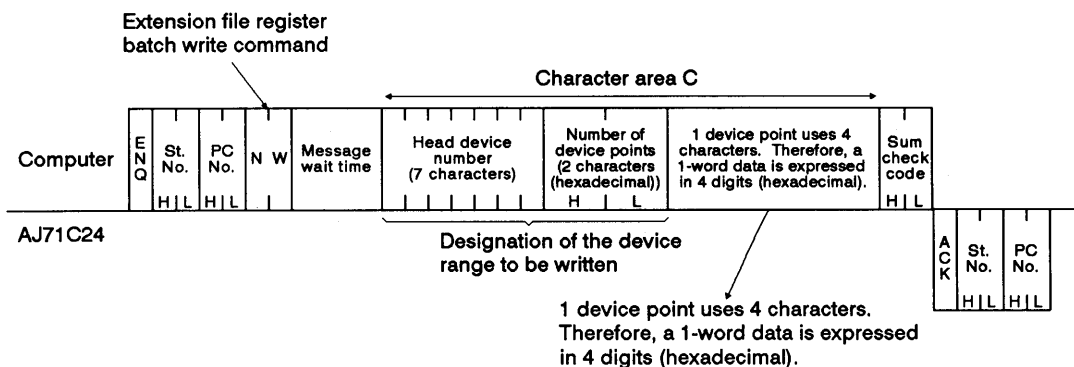 Extension file register
batch write command
Character area C
Computer
ENQ
St.
No.
H L
PC
No.
H L
N W
Message
wait time
Head device
number
(7 characters)
Number of
device points
(2 characters
(hexadecimal))
H L
1 device point uses 4
characters. Therefore, a
1-word data is expressed
in 4 digits (hexadecimal).
Sum
check
code
H L
AJ71C24
Designation of the device
range to be written
ACK
St.
No.
H L
PC
No.
H L
1 device point uses 4 characters.
Therefore, a 1-word data is expressed
in 4 digits (hexadecimal).